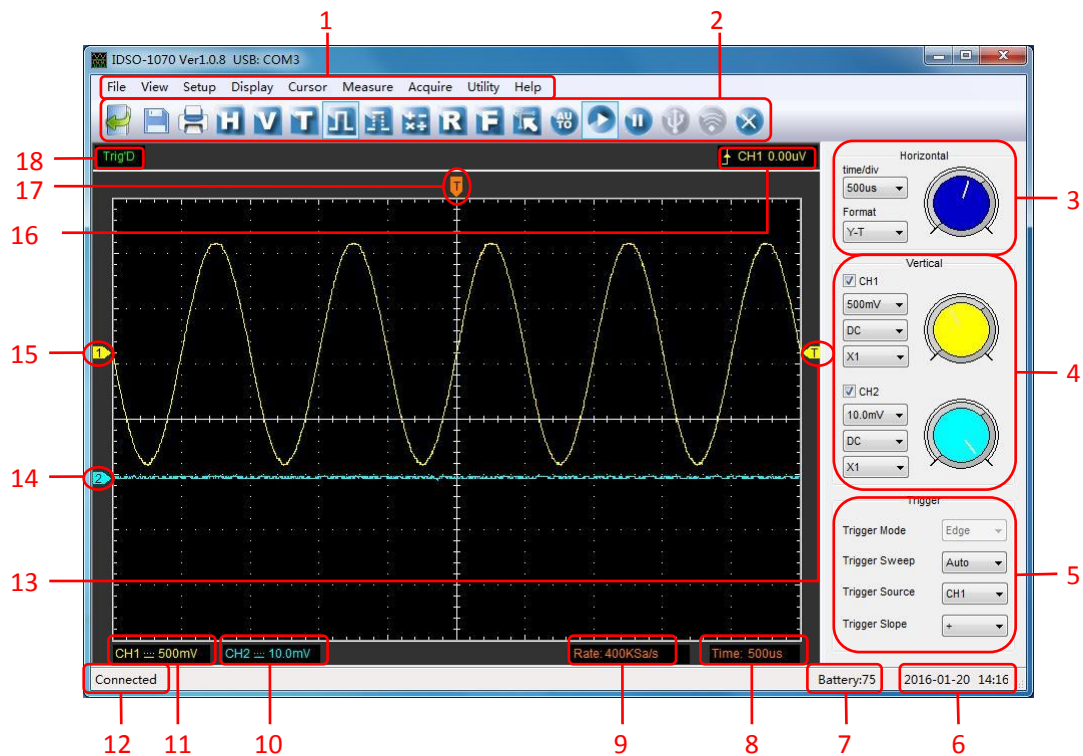 1
2
IDSO-1070 Ver1.0.8 USB: COM3
File View Setup Display Cursor Measure Acquire Utility Help
H V T R F AUTO
18
Trig'D
CH1 0.00uV
17
T
16
Horizontal
time/div
500us
Format
Y-T
3
Vertical
CH1
500mV
DC
X1
CH2
10.0mV
DC
X1
4
15
1
T
14
2
13
Trigger
Trigger Mode Edge
Trigger Sweep Auto
Trigger Source CH1
Trigger Slope +
5
CH1 500mV
CH2 10.0mV
Rate: 400KSa/s
Time: 500us
Connected
Battery:75
2016-01-20 14:16
12
11
10
9
8
7
6